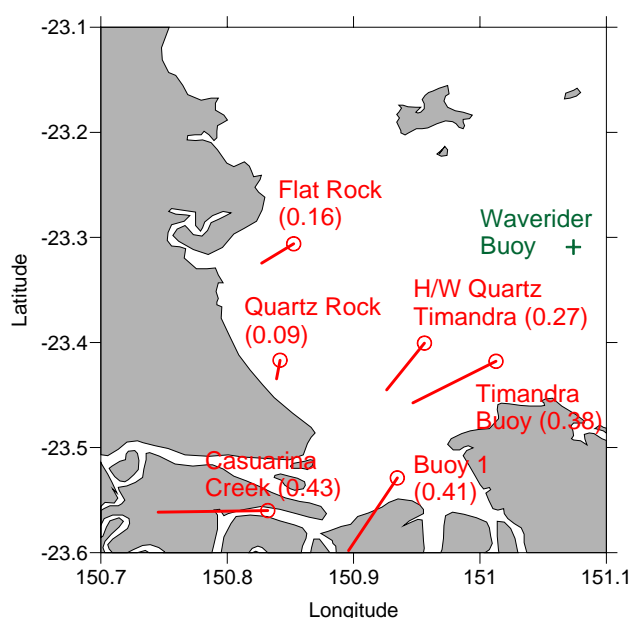 -23.1
-23.2
Flat Rock
(0.16)
Waverider
Buoy
-23.3
H/W Quartz
Timandra (0.27)
Quartz Rock
(0.09)
Latitude
-23.4
Timandra
Buoy (0.38)
-23.5
Casuarina
Creek (0.43)
Buoy 1
(0.41)
-23.6
150.7 150.8 150.9 151 151.1
Longitude